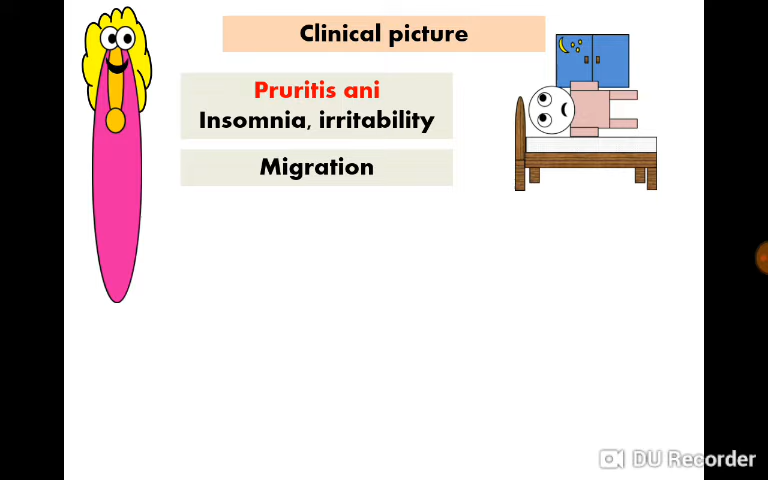 Clinical picture
Pruritis ani
Insomnia, irritability
Migration
DU Recorder